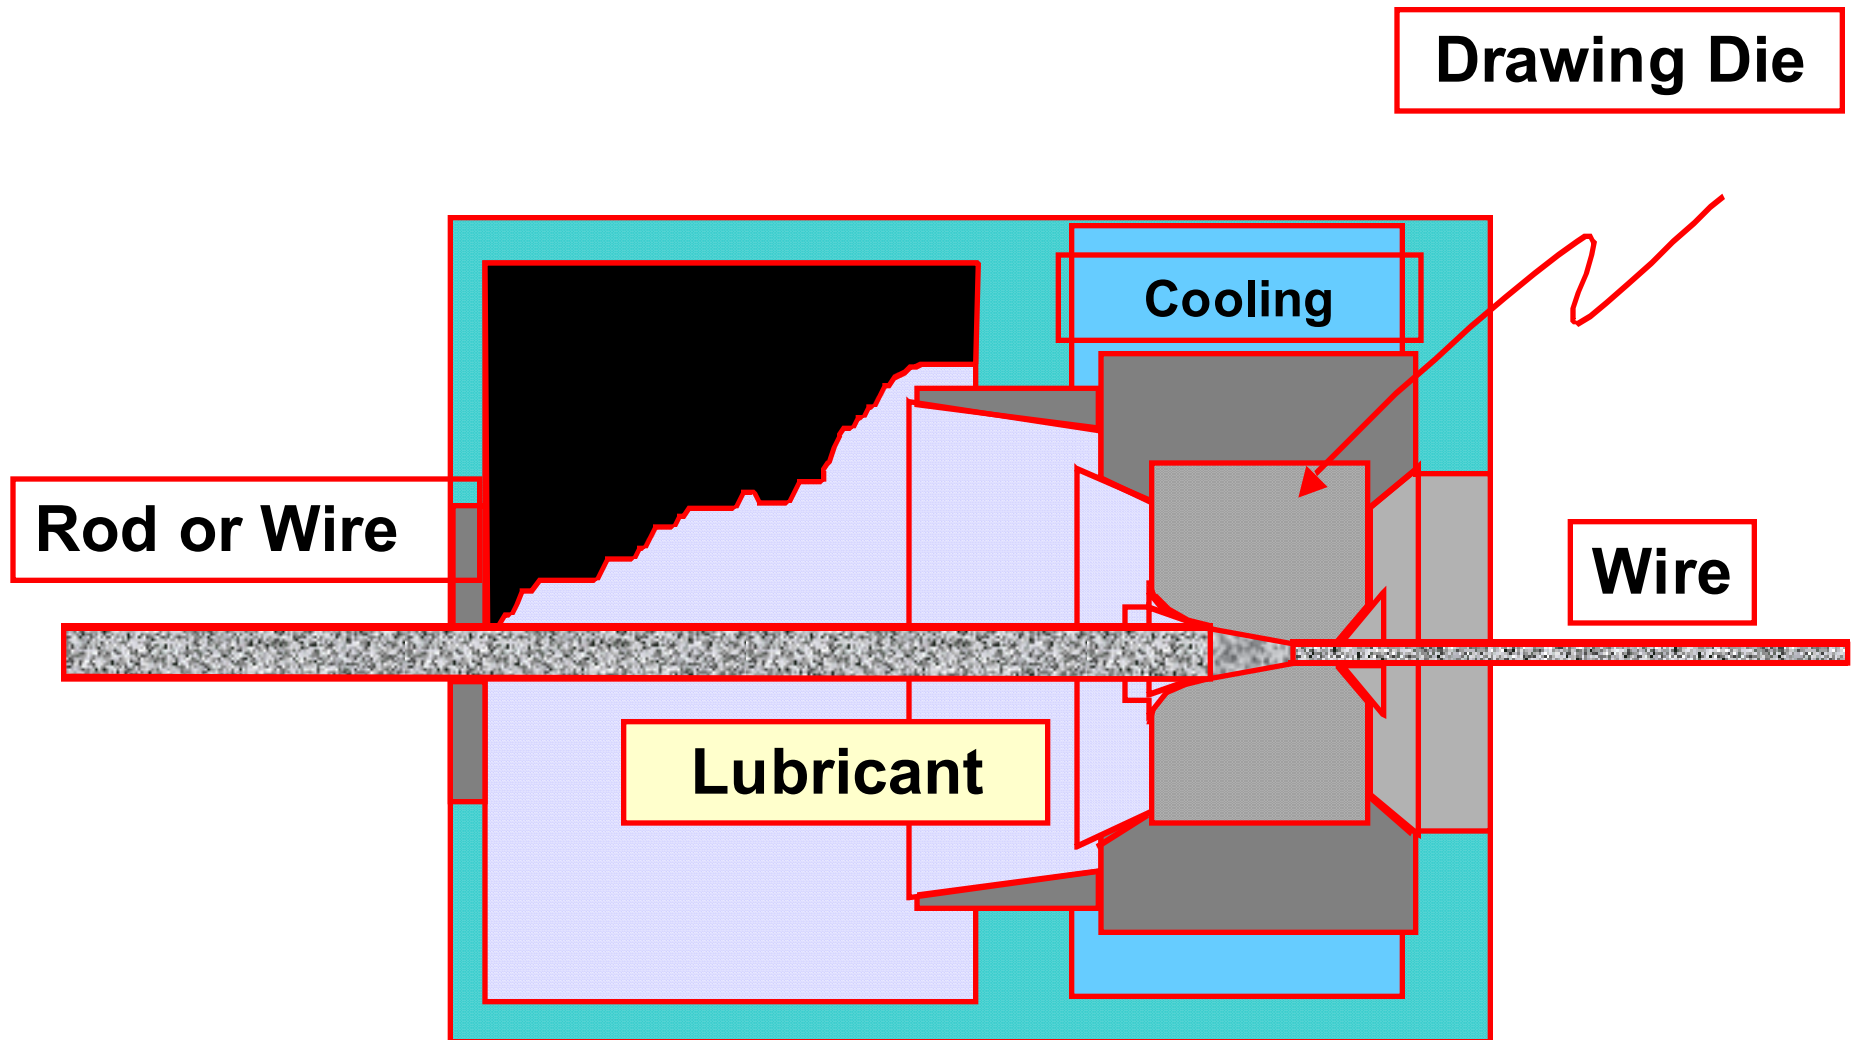 Drawing Die
Cooling
Rod or Wire
Wire
Lubricant